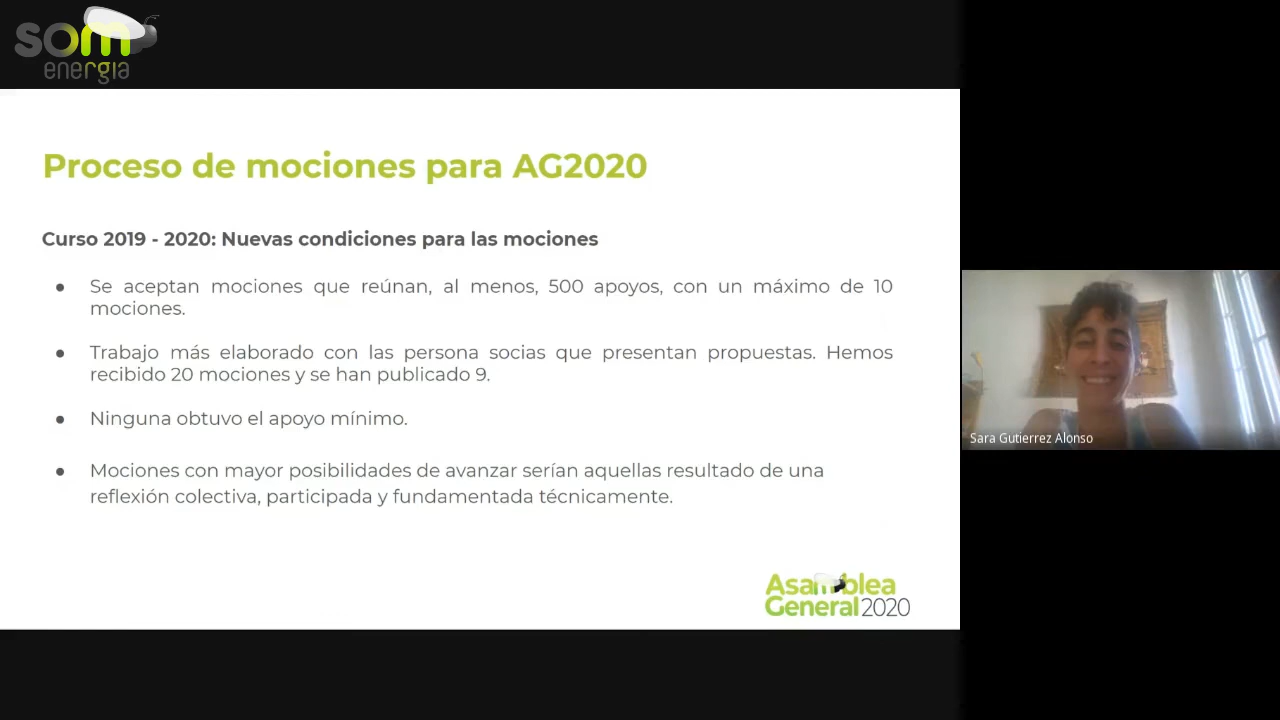 som
energia
Proceso de mociones para AG2020
Curso 2019 - 2020: Nuevas condiciones para las mociones
● Se aceptan mociones que reúnan, al menos, 500 apoyos, con un máximo de 10
mociones.
● Trabajo más elaborado con las persona socias que presentan propuestas. Hemos
recibido 20 mociones y se han publicado 9.
● Ninguna obtuvo el apoyo mínimo.
● Mociones con mayor posibilidades de avanzar serían aquellas resultado de una
reflexión colectiva, participada y fundamentada técnicamente.
Sara Gutierrez Alonso
Asamblea
General 2020